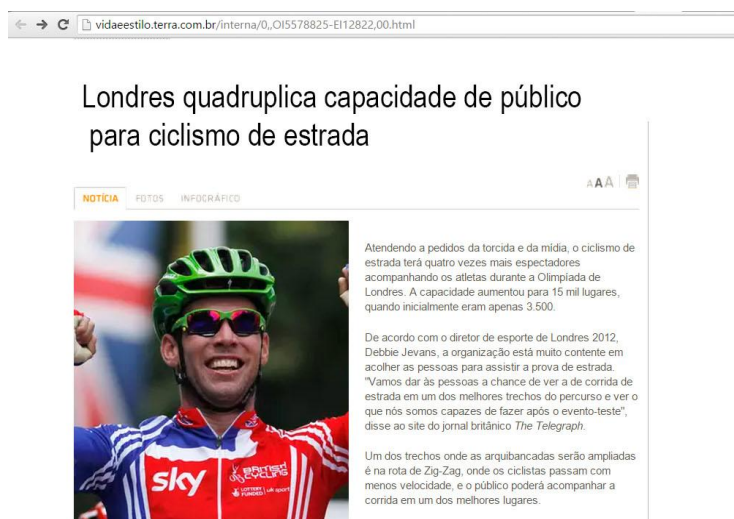 vidaeestilo.terra.com.br/interna/0,,OI5578825-EI12822,00.html
Londres quadruplica capacidade de público
para ciclismo de estrada
A A A
NOTÍCIA FOTOS INFOGRÁFICO
Atendendo a pedidos da torcida e da mídia, o ciclismo de
estrada terá quatro vezes mais espectadores
acompanhando os atletas durante a Olimpíada de
Londres. A capacidade aumentou para 15 mil lugares,
quando inicialmente eram apenas 3.500.
De acordo com o diretor de esporte de Londres 2012,
Debbie Jevans, a organização está muito contente em
acolher as pessoas para assistir a prova de estrada.
"Vamos dar às pessoas a chance de ver a de corrida de
estrada em um dos melhores trechos do percurso e ver o
que nós somos capazes de fazer após o evento-teste",
disse ao site do jornal britânico The Telegraph.
Um dos trechos onde as arquibancadas serão ampliadas
é na rota de Zig-Zag, onde os ciclistas passam com
menos velocidade, e o público poderá acompanhar a
corrida em um dos melhores lugares.
sky
BRITISH
CYCLING
LOTTERY FUNDED uk sport